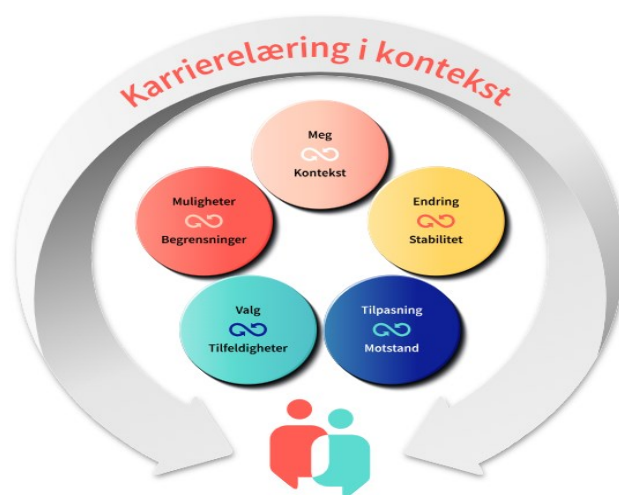 Karrierelæring i kontekst
Meg
Kontekst
Muligheter
Begrensninger
Endring
Stabilitet
Valg
Tilfeldigheter
Tilpasning
Motstand